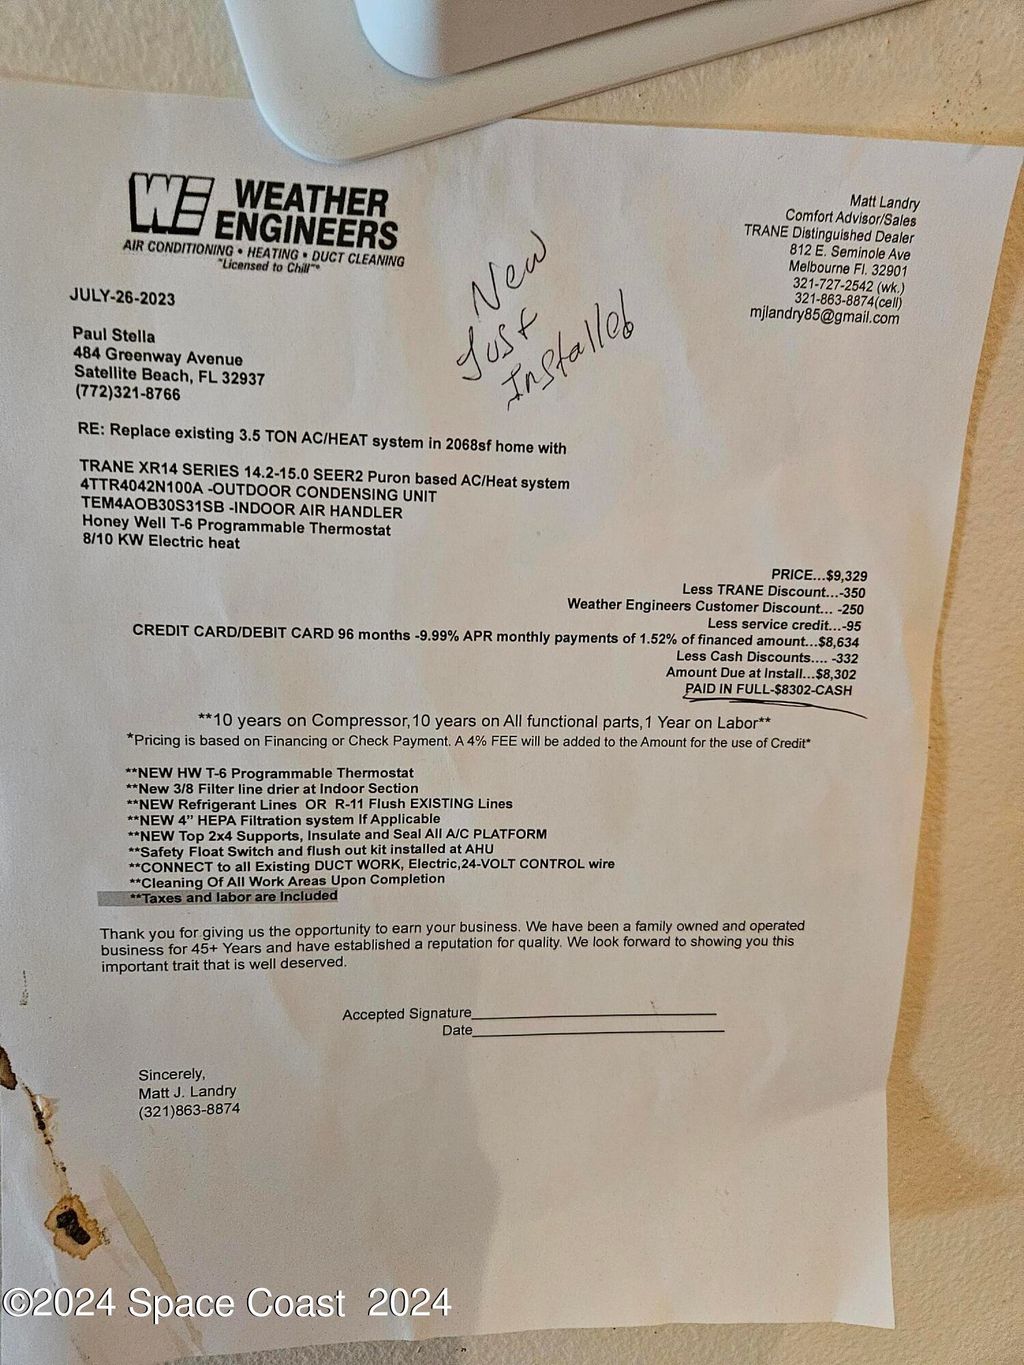 WE WEATHER
ENGINEERS
AIR CONDITIONING • HEATING • DUCT CLEANING
"Licensed to Chill"®
Matt Landry
Comfort Advisor/Sales
TRANE Distinguished Dealer
812 E. Seminole Ave
Melbourne Fl. 32901
321-727-2542 (wk.)
321-863-8874(cell)
mjlandry85@gmail.com
New
Just
Installed
JULY-26-2023
Paul Stella
484 Greenway Avenue
Satellite Beach, FL 32937
(772)321-8766
RE: Replace existing 3.5 TON AC/HEAT system in 2068sf home with
TRANE XR14 SERIES 14.2-15.0 SEER2 Puron based AC/Heat system
4TTR4042N100A -OUTDOOR CONDENSING UNIT
TEM4AOB30S31SB -INDOOR AIR HANDLER
Honey Well T-6 Programmable Thermostat
8/10 KW Electric heat
PRICE...$9,329
Less TRANE Discount...-350
Weather Engineers Customer Discount... -250
Less service credit...-95
CREDIT CARD/DEBIT CARD 96 months -9.99% APR monthly payments of 1.52% of financed amount...$8,634
Less Cash Discounts.... -332
Amount Due at Install...$8,302
PAID IN FULL-$8302-CASH
**10 years on Compressor,10 years on All functional parts,1 Year on Labor**
*Pricing is based on Financing or Check Payment. A 4% FEE will be added to the Amount for the use of Credit*
**NEW HW T-6 Programmable Thermostat
**New 3/8 Filter line drier at Indoor Section
**NEW Refrigerant Lines OR R-11 Flush EXISTING Lines
**NEW 4" HEPA Filtration system If Applicable
**NEW Top 2x4 Supports, Insulate and Seal All A/C PLATFORM
**Safety Float Switch and flush out kit installed at AHU
**CONNECT to all Existing DUCT WORK, Electric,24-VOLT CONTROL wire
**Cleaning Of All Work Areas Upon Completion
**Taxes and labor are Included
Thank you for giving us the opportunity to earn your business. We have been a family owned and operated
business for 45+ Years and have established a reputation for quality. We look forward to showing you this
important trait that is well deserved.
Accepted Signature
Date
Sincerely,
Matt J. Landry
(321)863-8874
©2024 Space Coast 2024